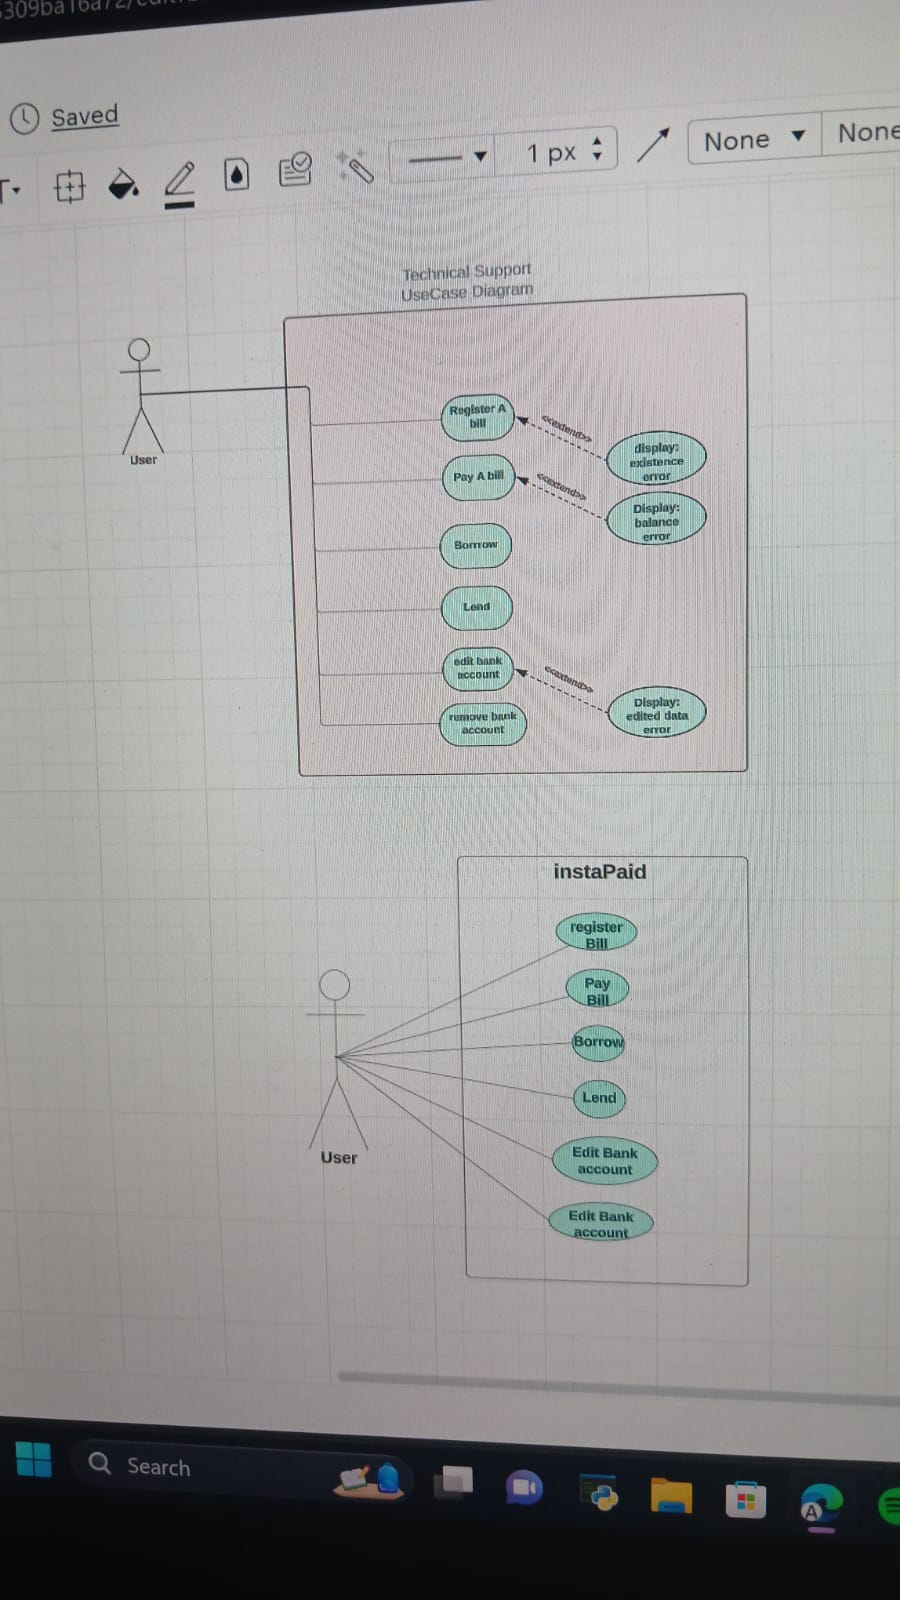 Saved
1 px
None
None
Technical Support
UseCase Diagram
User
Register A
bill
<<extend>>
display:
existence
error
Pay A bill
<<extend>>
Display:
balance
error
Borrow
Lend
edit bank
account
<<extend>>
Display:
edited data
error
remove bank
account
instaPaid
register
Bill
Pay
Bill
Borrow
Lend
Edit Bank
account
Edit Bank
account
User
Search